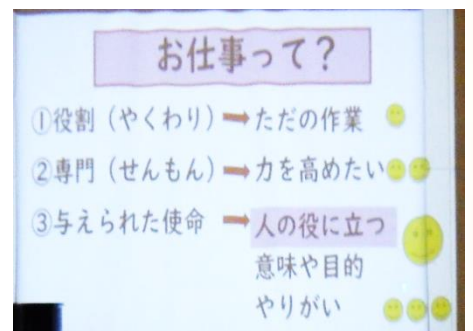 お仕事って？
①役割（やくわり）➡ただの作業
②専門（せんもん）➡力を高めたい
③与えられた使命 ➡人の役に立つ
意味や目的
やりがい